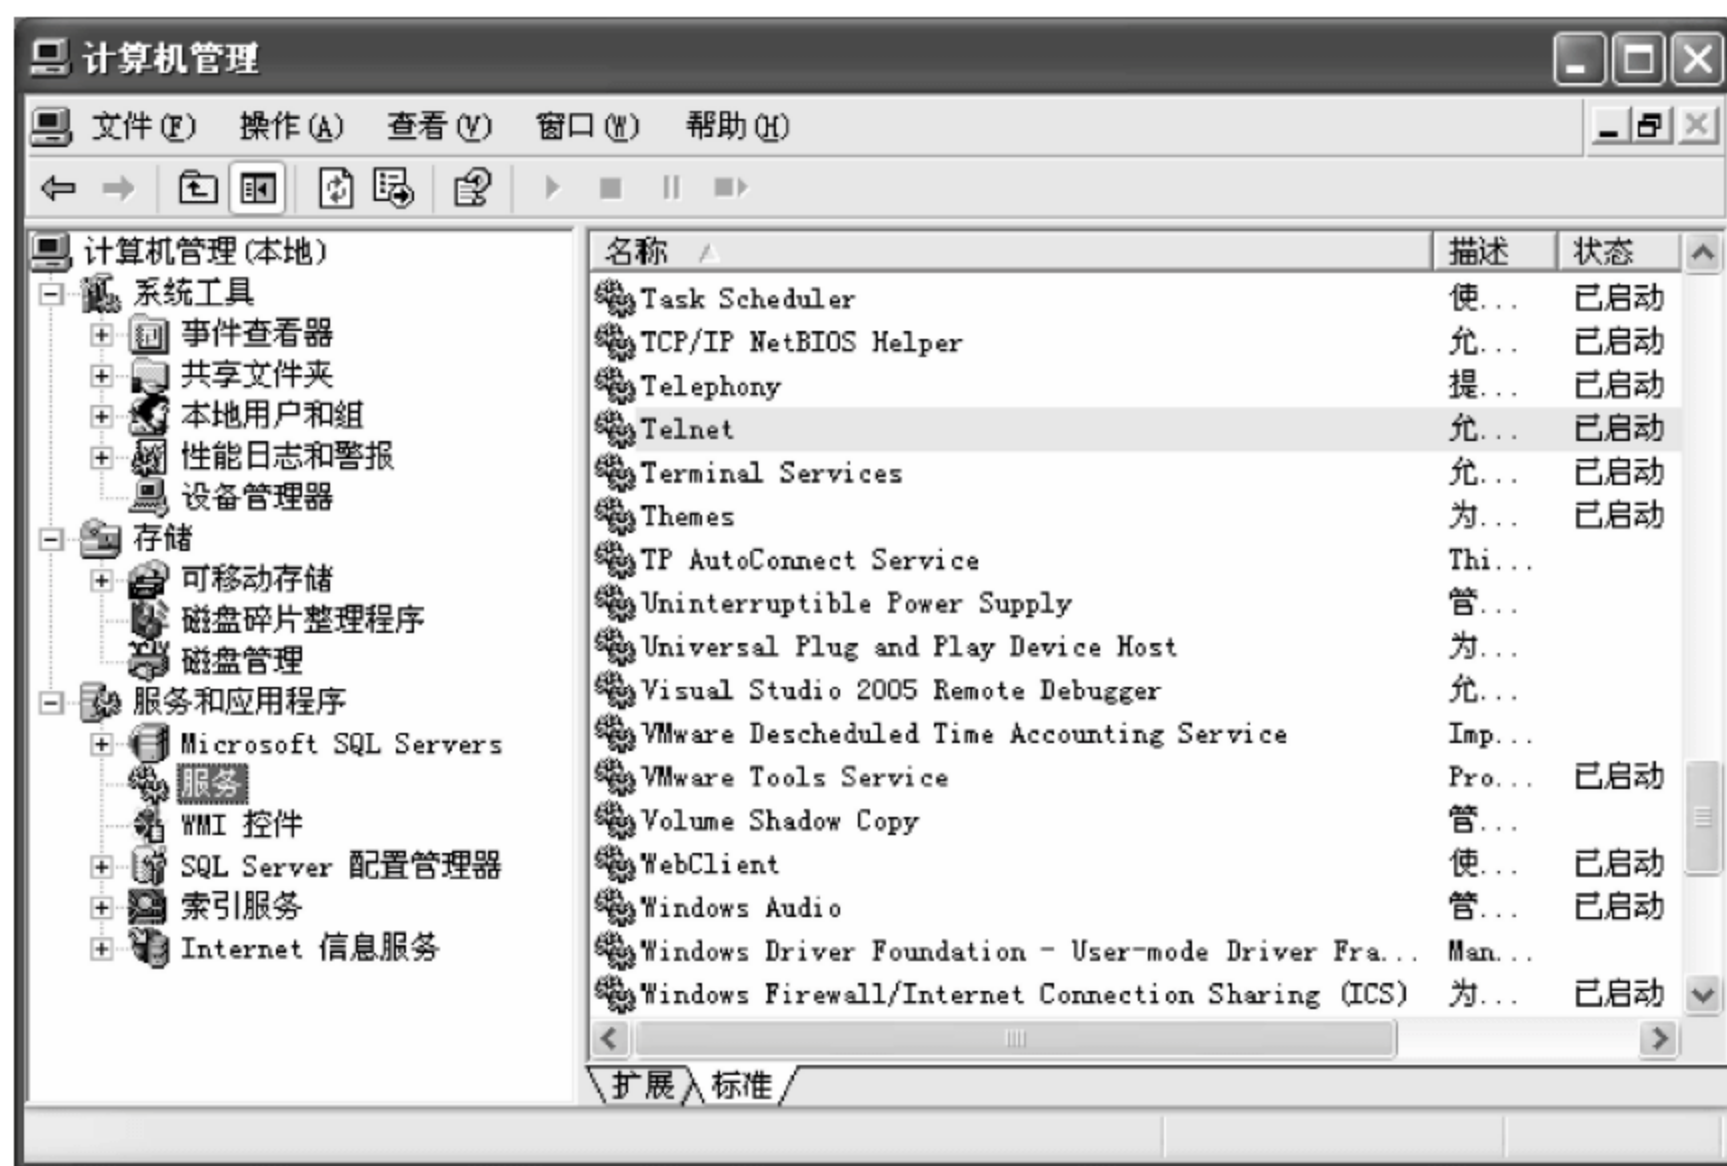 计算机管理
文件(F) 操作(A) 查看(V) 窗口(W) 帮助(H)
计算机管理(本地)
系统工具
事件查看器
共享文件夹
本地用户和组
性能日志和警报
设备管理器
存储
可移动存储
磁盘碎片整理程序
磁盘管理
服务和应用程序
Microsoft SQL Servers
服务
WMI 控件
SQL Server 配置管理器
索引服务
Internet 信息服务
名称 描述 状态
Task Scheduler 使... 已启动
TCP/IP NetBIOS Helper 允... 已启动
Telephony 提... 已启动
Telnet 允... 已启动
Terminal Services 允... 已启动
Themes 为... 已启动
TP AutoConnect Service Thi...
Uninterruptible Power Supply 管...
Universal Plug and Play Device Host 为...
Visual Studio 2005 Remote Debugger 允...
VMware Descheduled Time Accounting Service Imp...
VMware Tools Service Pro... 已启动
Volume Shadow Copy 管...
WebClient 使... 已启动
Windows Audio 管... 已启动
Windows Driver Foundation - User-mode Driver Fra... Man...
Windows Firewall/Internet Connection Sharing (ICS) 为... 已启动
扩展 标准